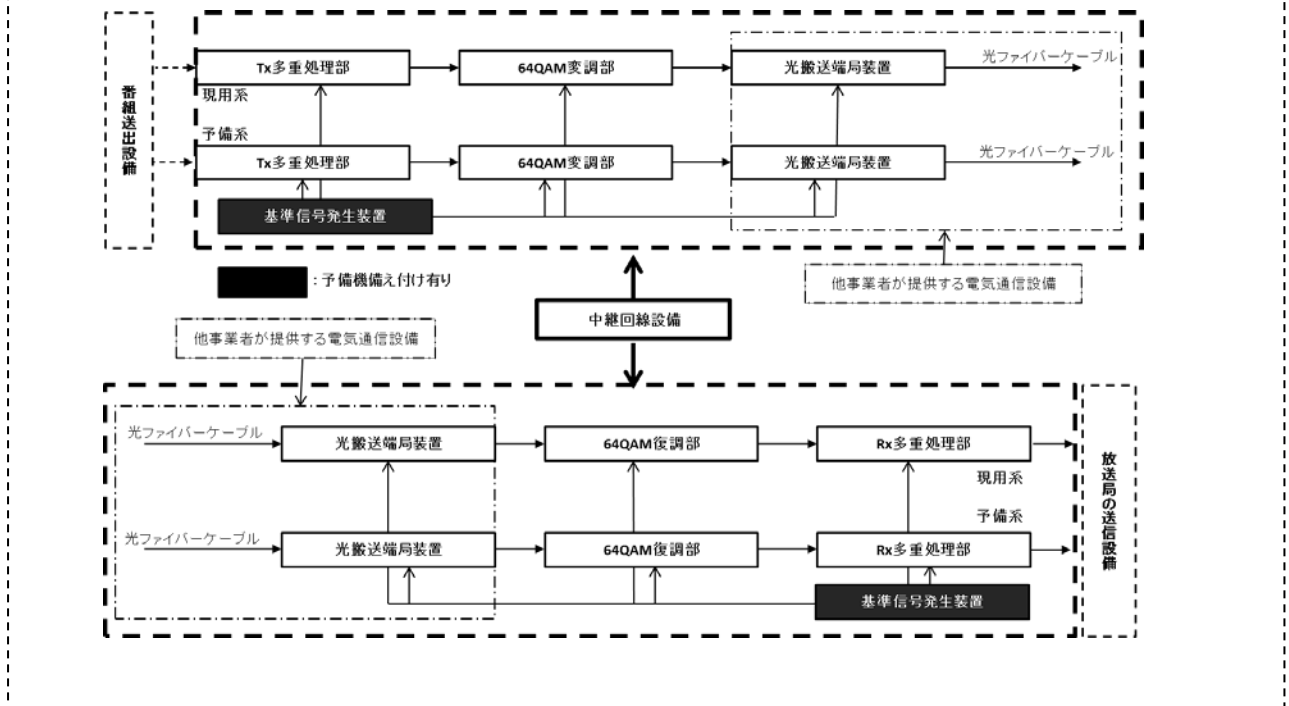 番組送出設備
Tx多重処理部
64QAM変調部
光搬送端局装置
光ファイバーケーブル
現用系
予備系
Tx多重処理部
64QAM変調部
光搬送端局装置
光ファイバーケーブル
基準信号発生装置
:予備機備え付け有り
他事業者が提供する電気通信設備
中継回線設備
他事業者が提供する電気通信設備
光ファイバーケーブル
光搬送端局装置
64QAM復調部
Rx多重処理部
現用系
予備系
光ファイバーケーブル
光搬送端局装置
64QAM復調部
Rx多重処理部
基準信号発生装置
放送局の送信設備